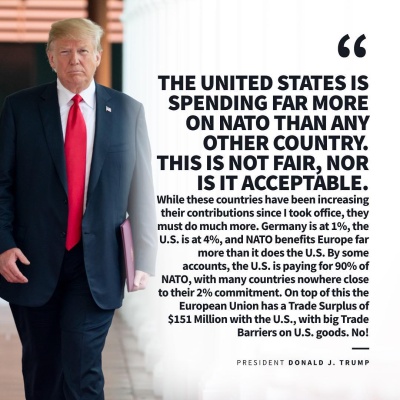 “
THE UNITED STATES IS
SPENDING FAR MORE
ON NATO THAN ANY
OTHER COUNTRY.
THIS IS NOT FAIR, NOR
IS IT ACCEPTABLE.
While these countries have been increasing
their contributions since I took office, they
must do much more. Germany is at 1%, the
U.S. is at 4%, and NATO benefits Europe far
more than it does the U.S. By some
accounts, the U.S. is paying for 90% of
NATO, with many countries nowhere close
to their 2% commitment. On top of this the
European Union has a Trade Surplus of
$151 Million with the U.S., with big Trade
Barriers on U.S. goods. No!
PRESIDENT DONALD J. TRUMP